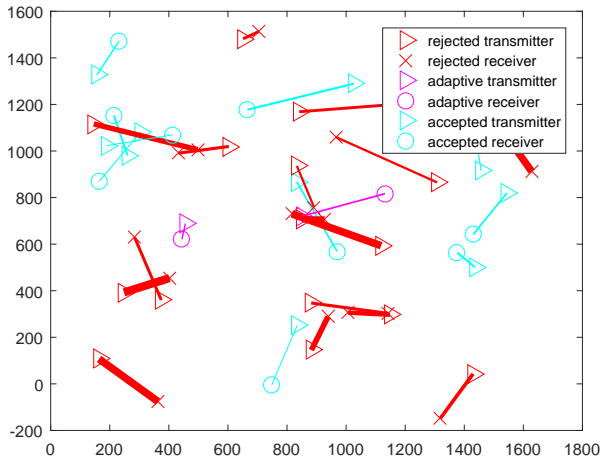 1600
1400
1200
1000
800
600
400
200
0
-200
0 200 400 600 800 1000 1200 1400 1600 1800
rejected transmitter
rejected receiver
adaptive transmitter
adaptive receiver
accepted transmitter
accepted receiver